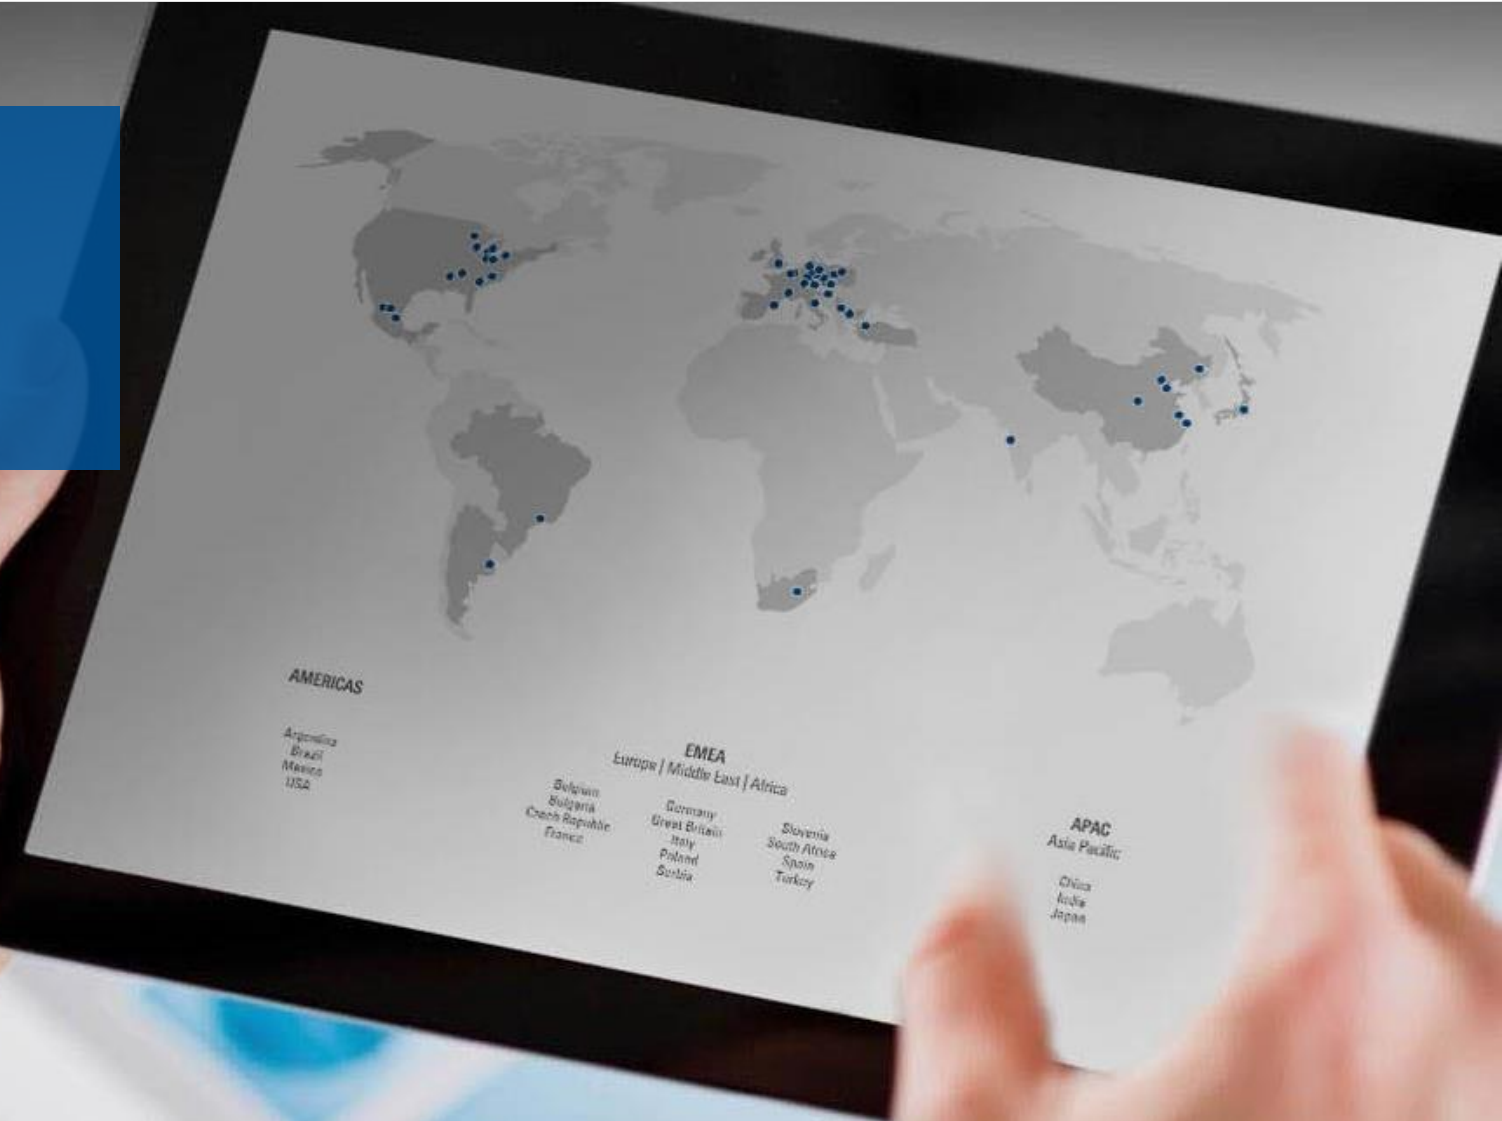 AMERICAS
Argentina
Brazil
Mexico
USA
EMEA
Europe | Middle East | Africa
Belgium
Bulgaria
Czech Republic
France
Germany
Great Britain
Italy
Poland
Serbia
Slovenia
South Africa
Spain
Turkey
APAC
Asia Pacific
China
India
Japan